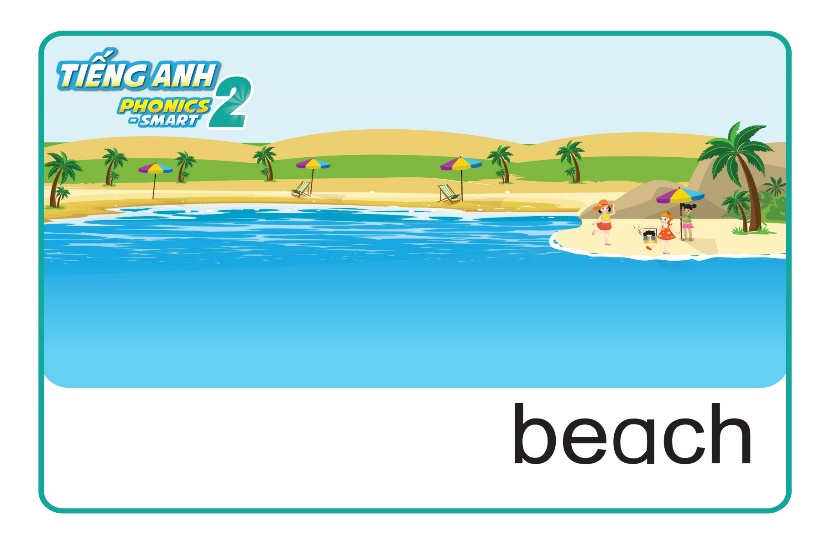 TIẾNG ANH
PHONICS
-SMART 2
beach